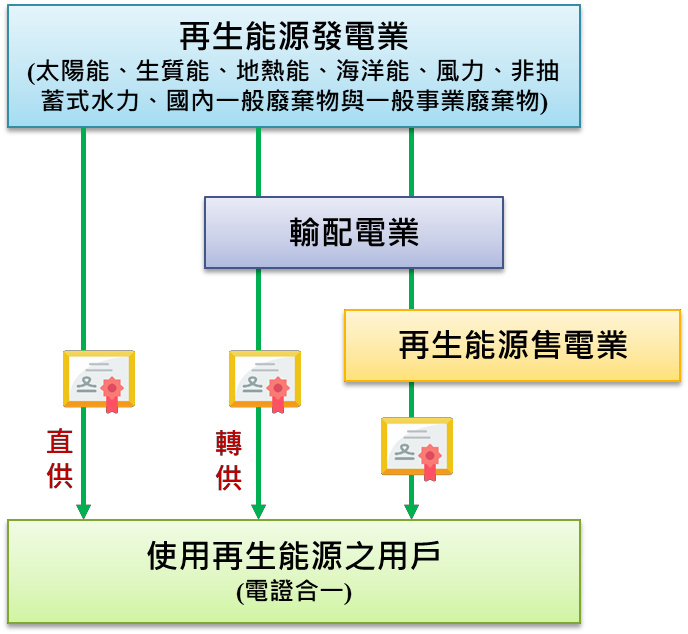 再生能源發電業
(太陽能、生質能、地熱能、海洋能、風力、非抽
蓄式水力、國內一般廢棄物與一般事業廢棄物)
輸配電業
再生能源售電業
直供
轉供
使用再生能源之用戶
(電證合一)